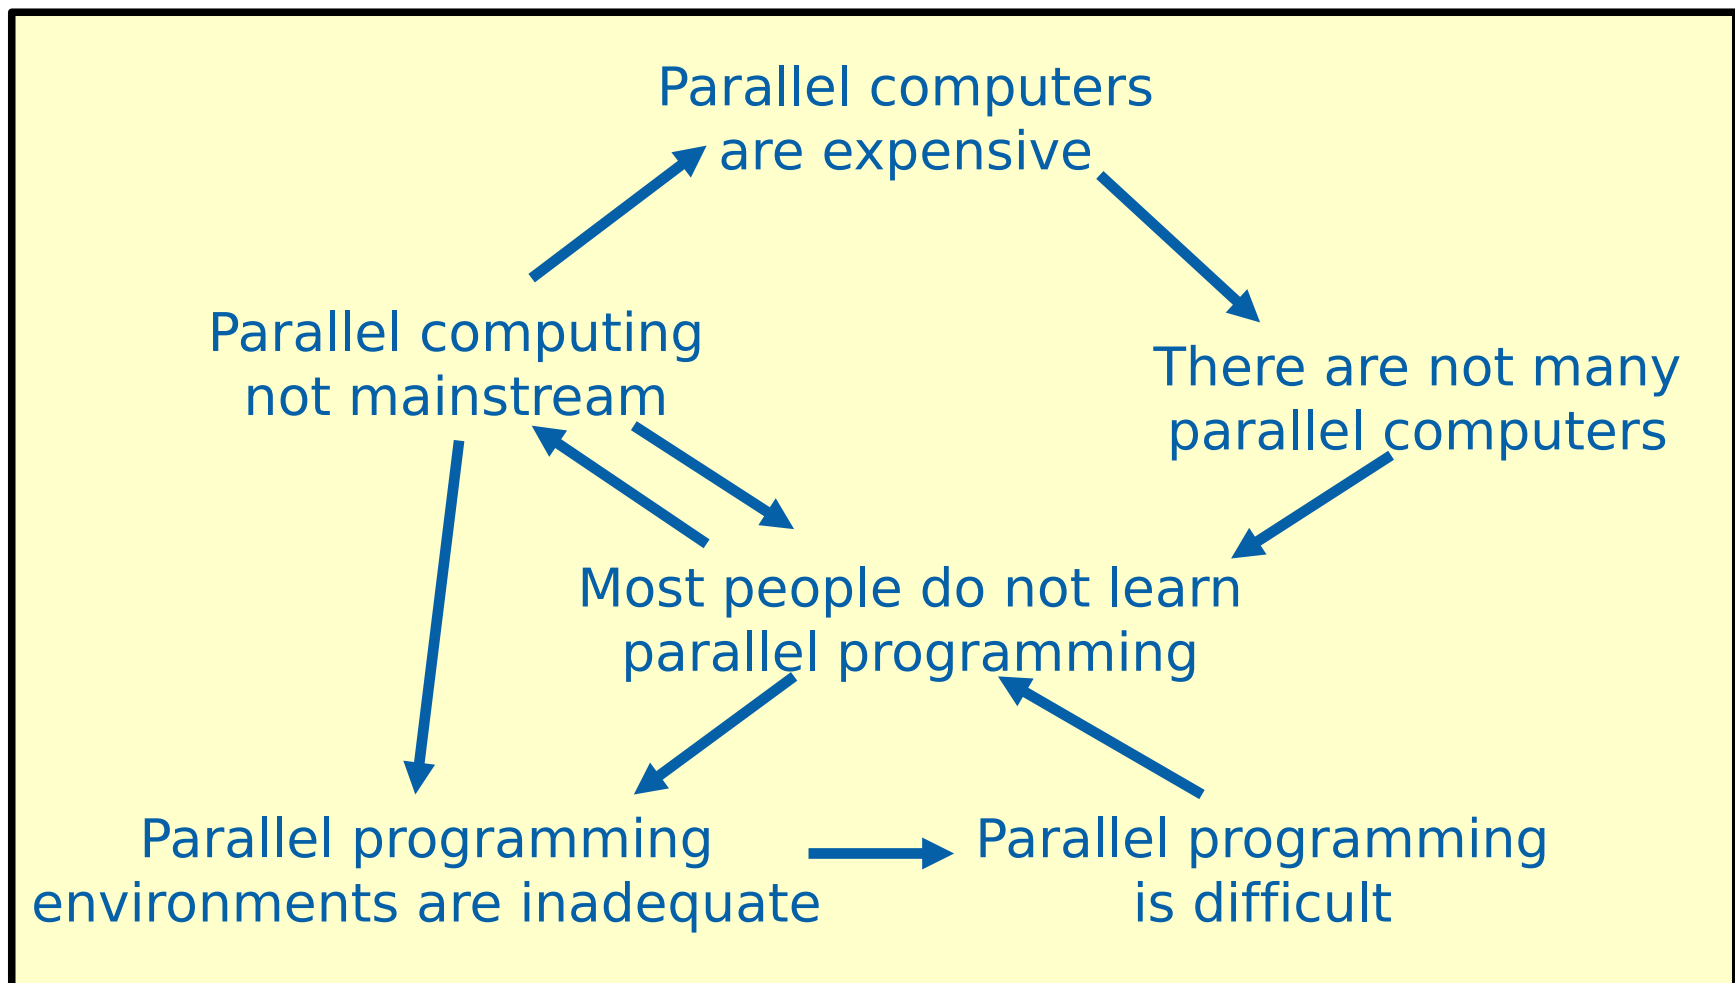 Parallel computers
are expensive
Parallel computing
not mainstream
There are not many
parallel computers
Most people do not learn
parallel programming
Parallel programming
environments are inadequate
Parallel programming
is difficult